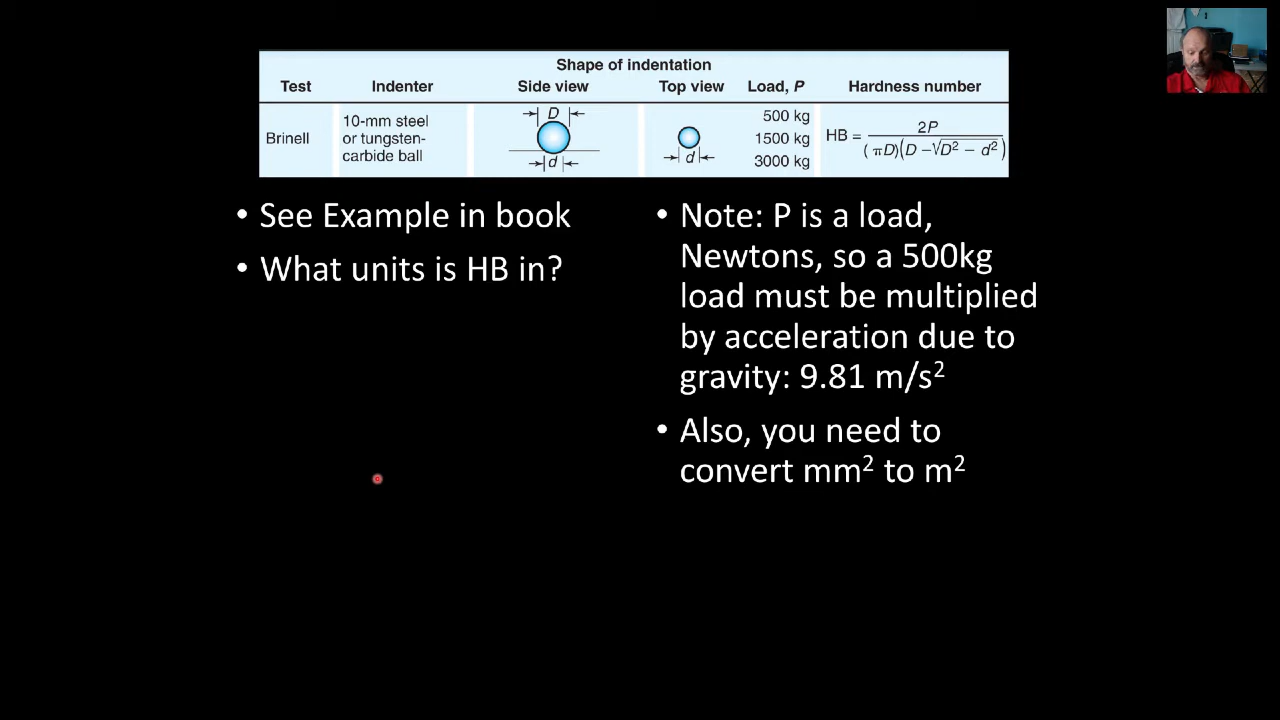 Shape of indentation
Test Indenter Side view Top view Load, P Hardness number
Brinell
10-mm steel
or tungsten-
carbide ball
D
d
d
500 kg
1500 kg
3000 kg
HB = 2P / (πD)(D − √D² − d²)
• See Example in book
• What units is HB in?
• Note: P is a load,
Newtons, so a 500kg
load must be multiplied
by acceleration due to
gravity: 9.81 m/s²
• Also, you need to
convert mm² to m²